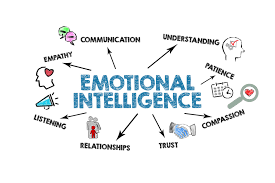 COMMUNICATION
UNDERSTANDING
EMPATHY
PATIENCE
EMOTIONAL
INTELLIGENCE
LISTENING
COMPASSION
RELATIONSHIPS
TRUST